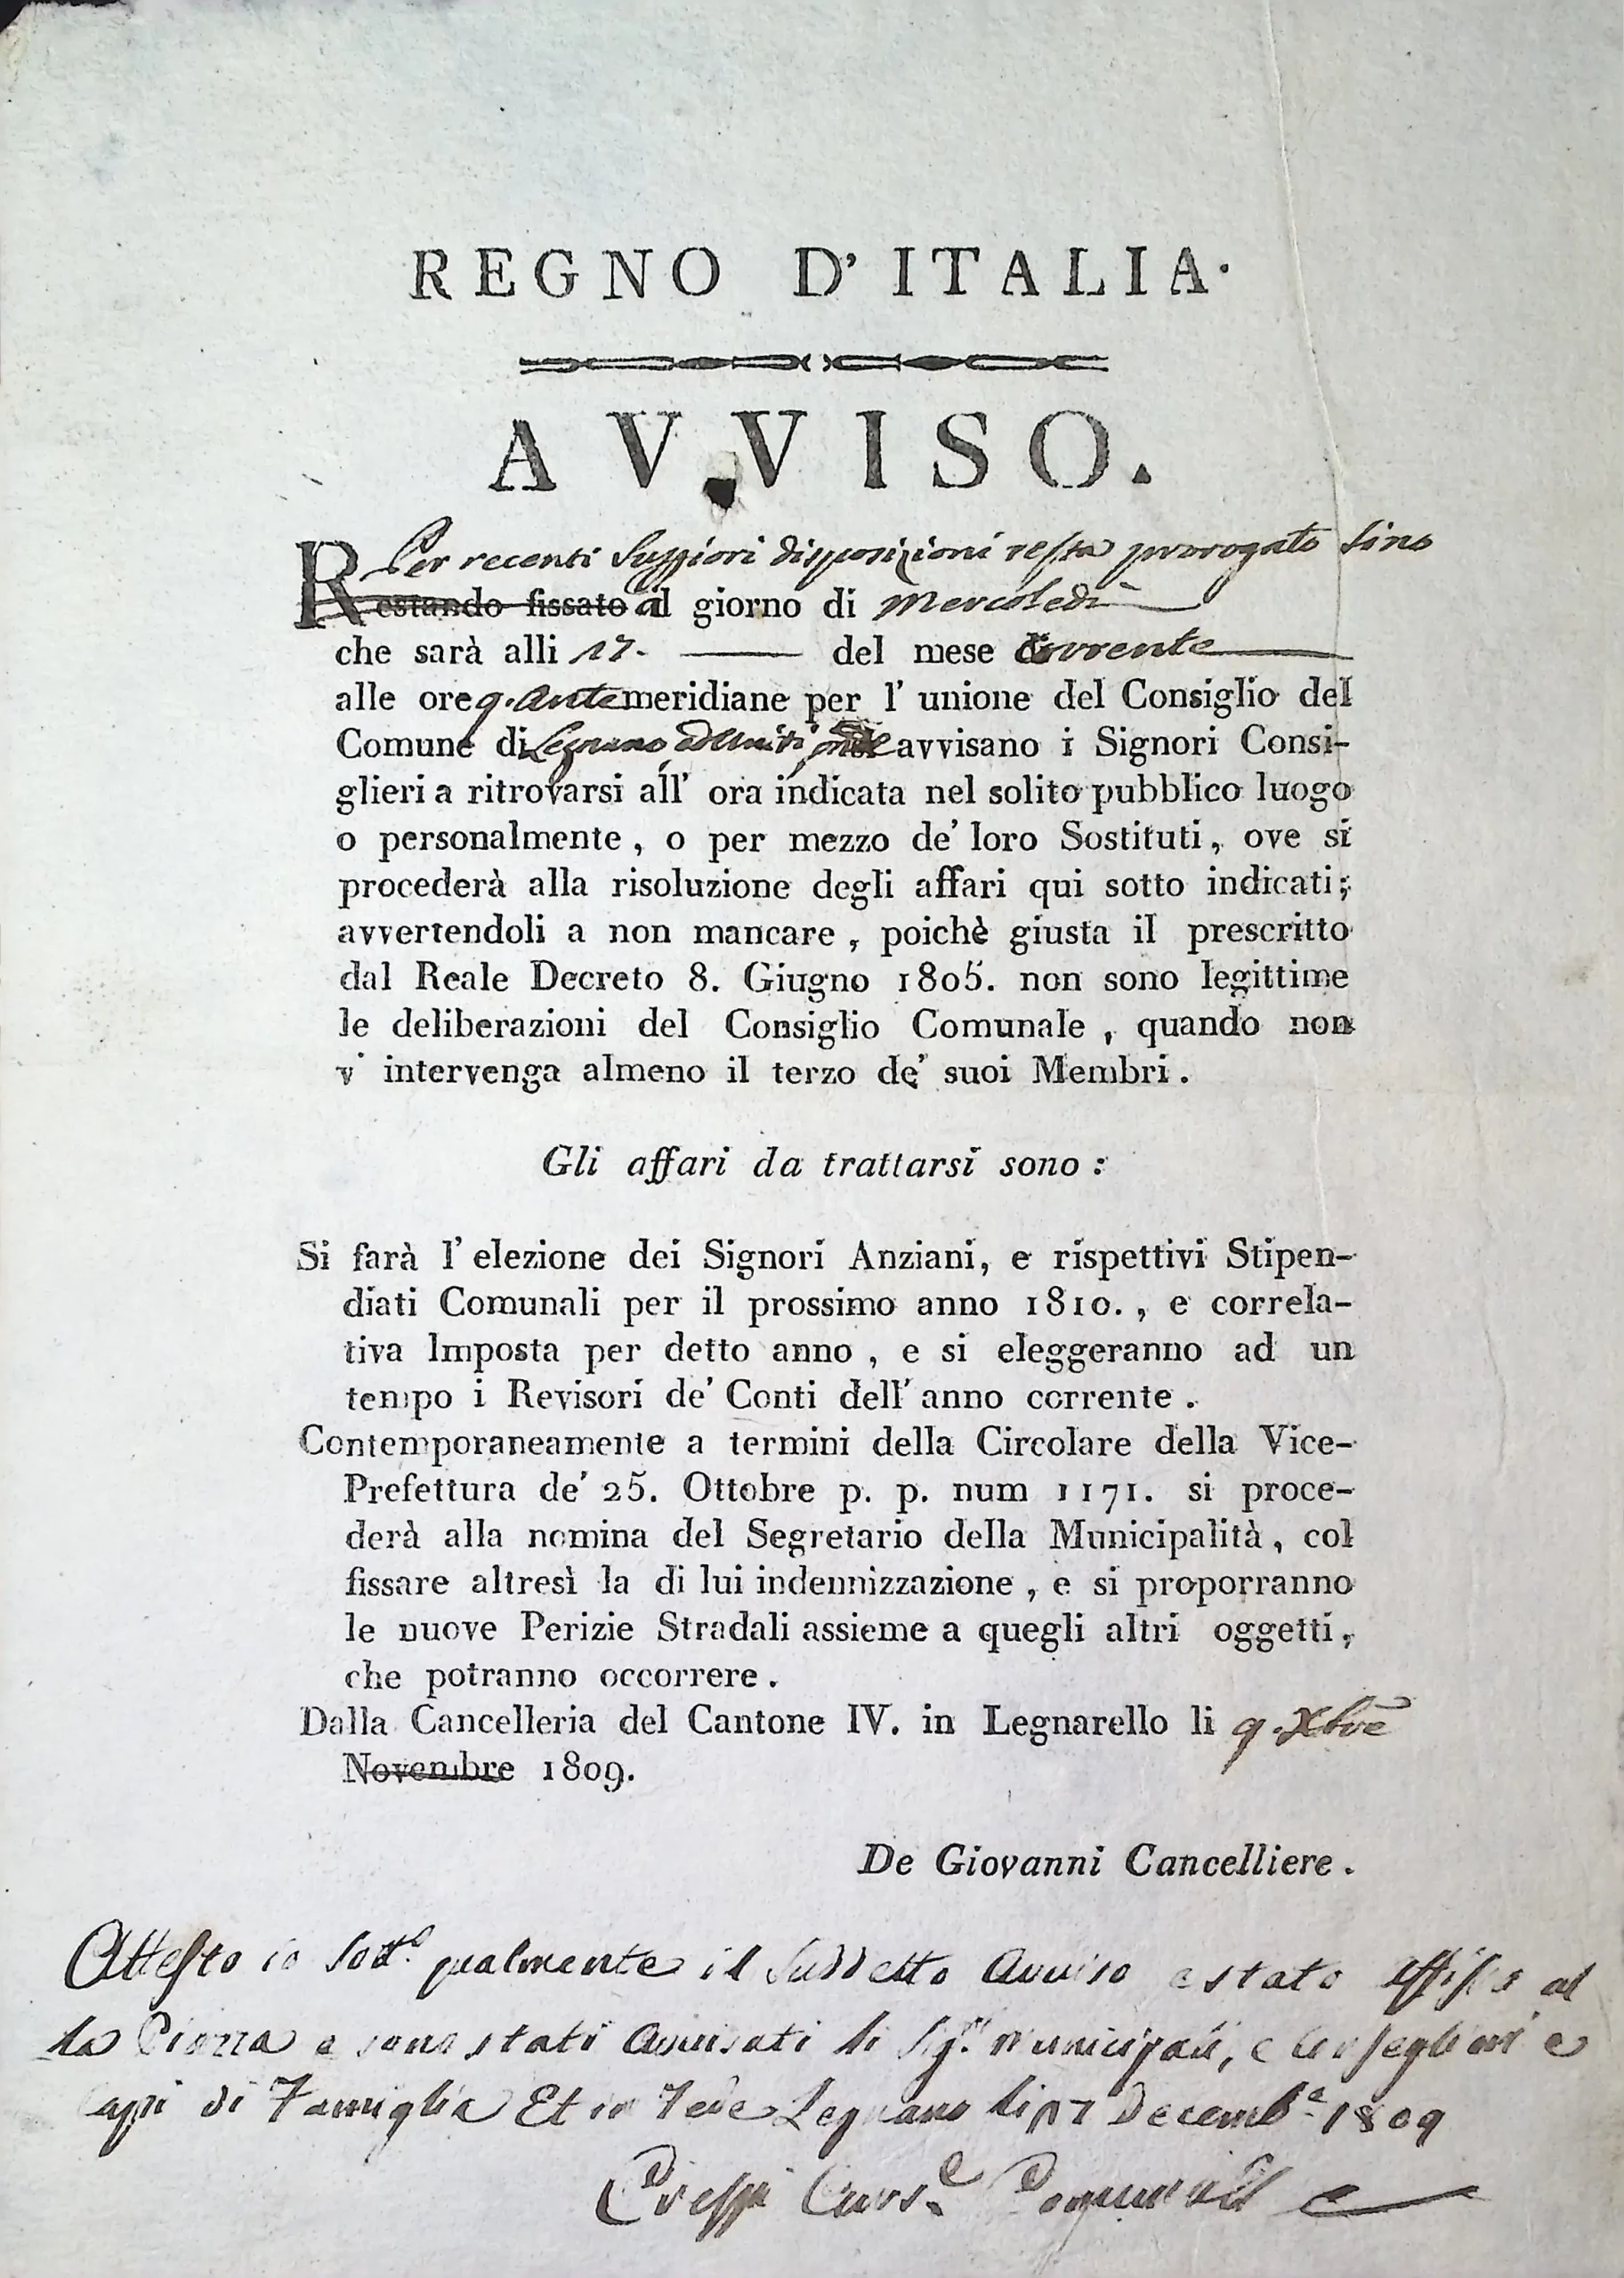 REGNO D'ITALIA.
AVVISO.
Per recenti Suppiori disposizioni resta prorogato sino
Restando fissato al giorno di Mercoledì
che sarà alli 17. del mese corrente
alle ore 9. Antemeridiane per l' unione del Consiglio del
Comune di Legnano, ed Uniti, si avvisano i Signori Consi-
glieri a ritrovarsi all' ora indicata nel solito pubblico luogo
o personalmente, o per mezzo de' loro Sostituti, ove si
procederà alla risoluzione degli affari qui sotto indicati;
avvertendoli a non mancare, poichè giusta il prescritto
dal Reale Decreto 8. Giugno 1805. non sono legittime
le deliberazioni del Consiglio Comunale, quando non
v' intervenga almeno il terzo de' suoi Membri.
Gli affari da trattarsi sono:
Si farà l' elezione dei Signori Anziani, e rispettivi Stipen-
diati Comunali per il prossimo anno 1810., e correla-
tiva Imposta per detto anno, e si eleggeranno ad un
tempo i Revisori de' Conti dell' anno corrente.
Contemporaneamente a termini della Circolare della Vice-
Prefettura de' 25. Ottobre p. p. num 1171. si proce-
derà alla nomina del Segretario della Municipalità, col
fissare altresì la di lui indennizzazione, e si proporranno
le nuove Perizie Stradali assieme a quegli altri oggetti,
che potranno occorrere.
Dalla Cancelleria del Cantone IV. in Legnarello li 9. Xbre
Novembre 1809.
De Giovanni Cancelliere.
Attesto io Sott.o qualmente il Suddetto Avviso e stato affisso al
la Piazza e sono stati Avvisati li Sig.ri Municipali, e Conseglieri e
Cappi di Famiglia Et in Fede Legnano li 17 Decemb.e 1809
Crespi Curs.e Comunale